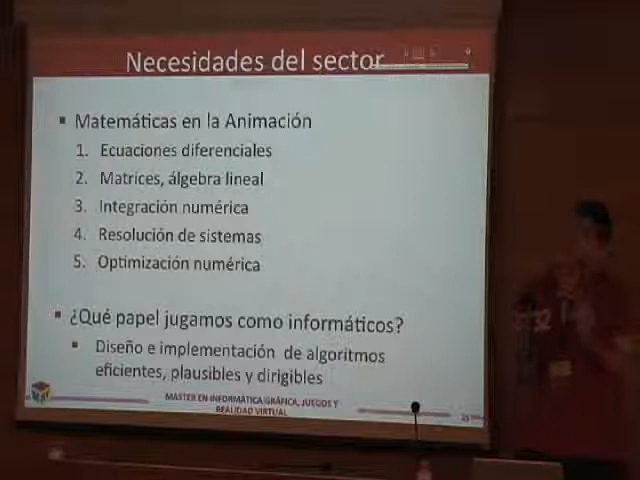 Necesidades del sector
▪ Matemáticas en la Animación
1. Ecuaciones diferenciales
2. Matrices, álgebra lineal
3. Integración numérica
4. Resolución de sistemas
5. Optimización numérica
▪ ¿Qué papel jugamos como informáticos?
▪ Diseño e implementación de algoritmos
eficientes, plausibles y dirigibles
MASTER EN INFORMÁTICA GRÁFICA, JUEGOS Y
REALIDAD VIRTUAL